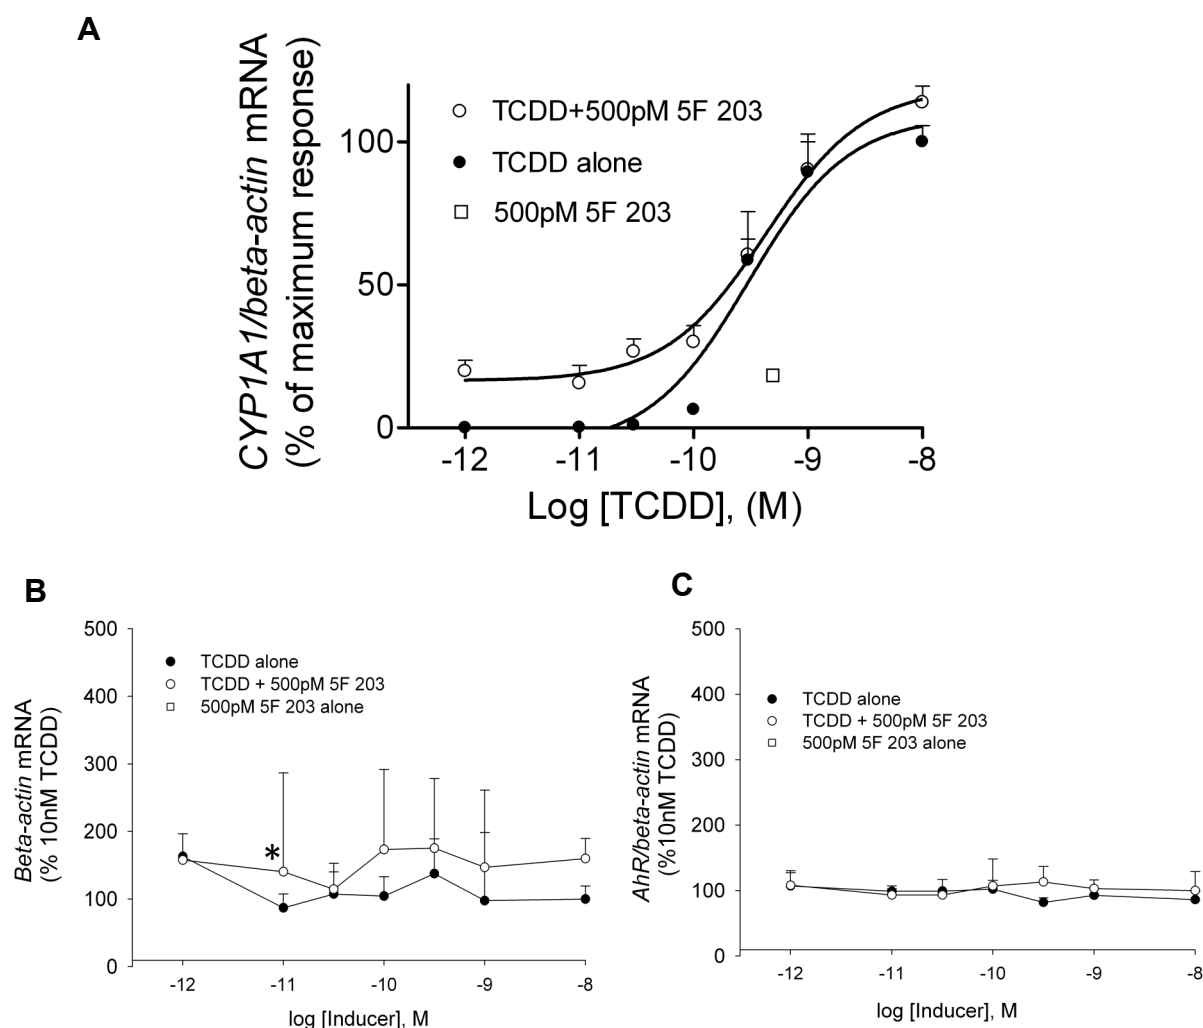 A
CYP1A1/beta-actin mRNA
(% of maximum response)
TCDD+500pM 5F 203
TCDD alone
500pM 5F 203
100
50
0
-12 -11 -10 -9 -8
Log [TCDD], (M)
B
Beta-actin mRNA
(% 10nM TCDD)
500
400
300
200
100
0
TCDD alone
TCDD + 500pM 5F 203
500pM 5F 203 alone
*
-12 -11 -10 -9 -8
log [Inducer], M
C
AhR/beta-actin mRNA
(%10nM TCDD)
500
400
300
200
100
0
TCDD alone
TCDD + 500pM 5F 203
500pM 5F 203 alone
-12 -11 -10 -9 -8
log [Inducer], M